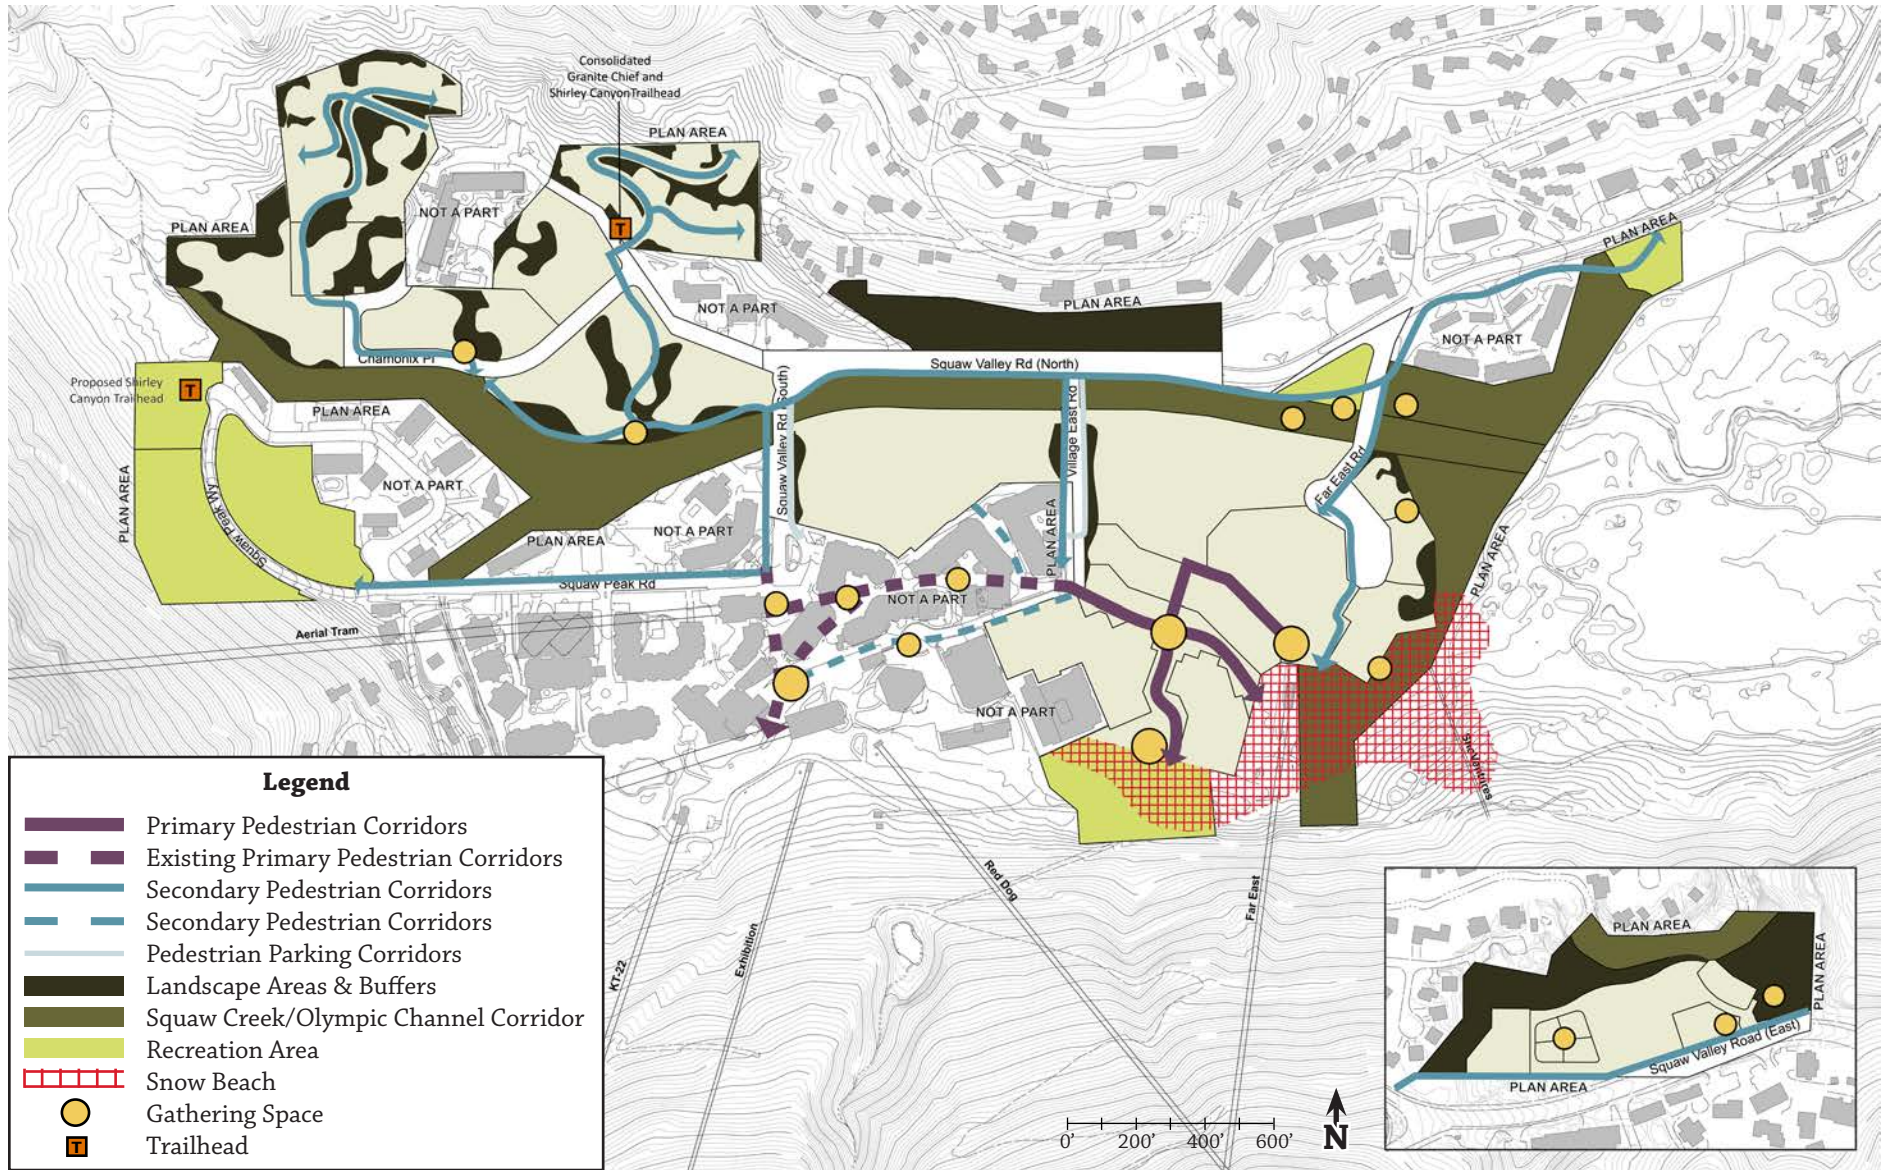 Consolidated
Granite Chief and
Shirley CanyonTrailhead
PLAN AREA
T
NOT A PART
PLAN AREA
PLAN AREA
NOT A PART
PLAN AREA
NOT A PART
Chamonix Pl
Squaw Valley Rd (North)
Proposed Shirley
Canyon Trailhead
T
PLAN AREA
Squaw Valley Rd (South)
Village East Rd
PLAN AREA
Squaw Peak Wy
NOT A PART
PLAN AREA
NOT A PART
PLAN AREA
Far East Rd
PLAN AREA
Squaw Peak Rd
NOT A PART
Aerial Tram
NOT A PART
Red Dog
Far East
KT-22
Exhibition
Legend
Primary Pedestrian Corridors
Existing Primary Pedestrian Corridors
Secondary Pedestrian Corridors
Secondary Pedestrian Corridors
Pedestrian Parking Corridors
Landscape Areas & Buffers
Squaw Creek/Olympic Channel Corridor
Recreation Area
Snow Beach
Gathering Space
T Trailhead
0' 200' 400' 600'
N
PLAN AREA
PLAN AREA
Squaw Valley Road (East)
PLAN AREA